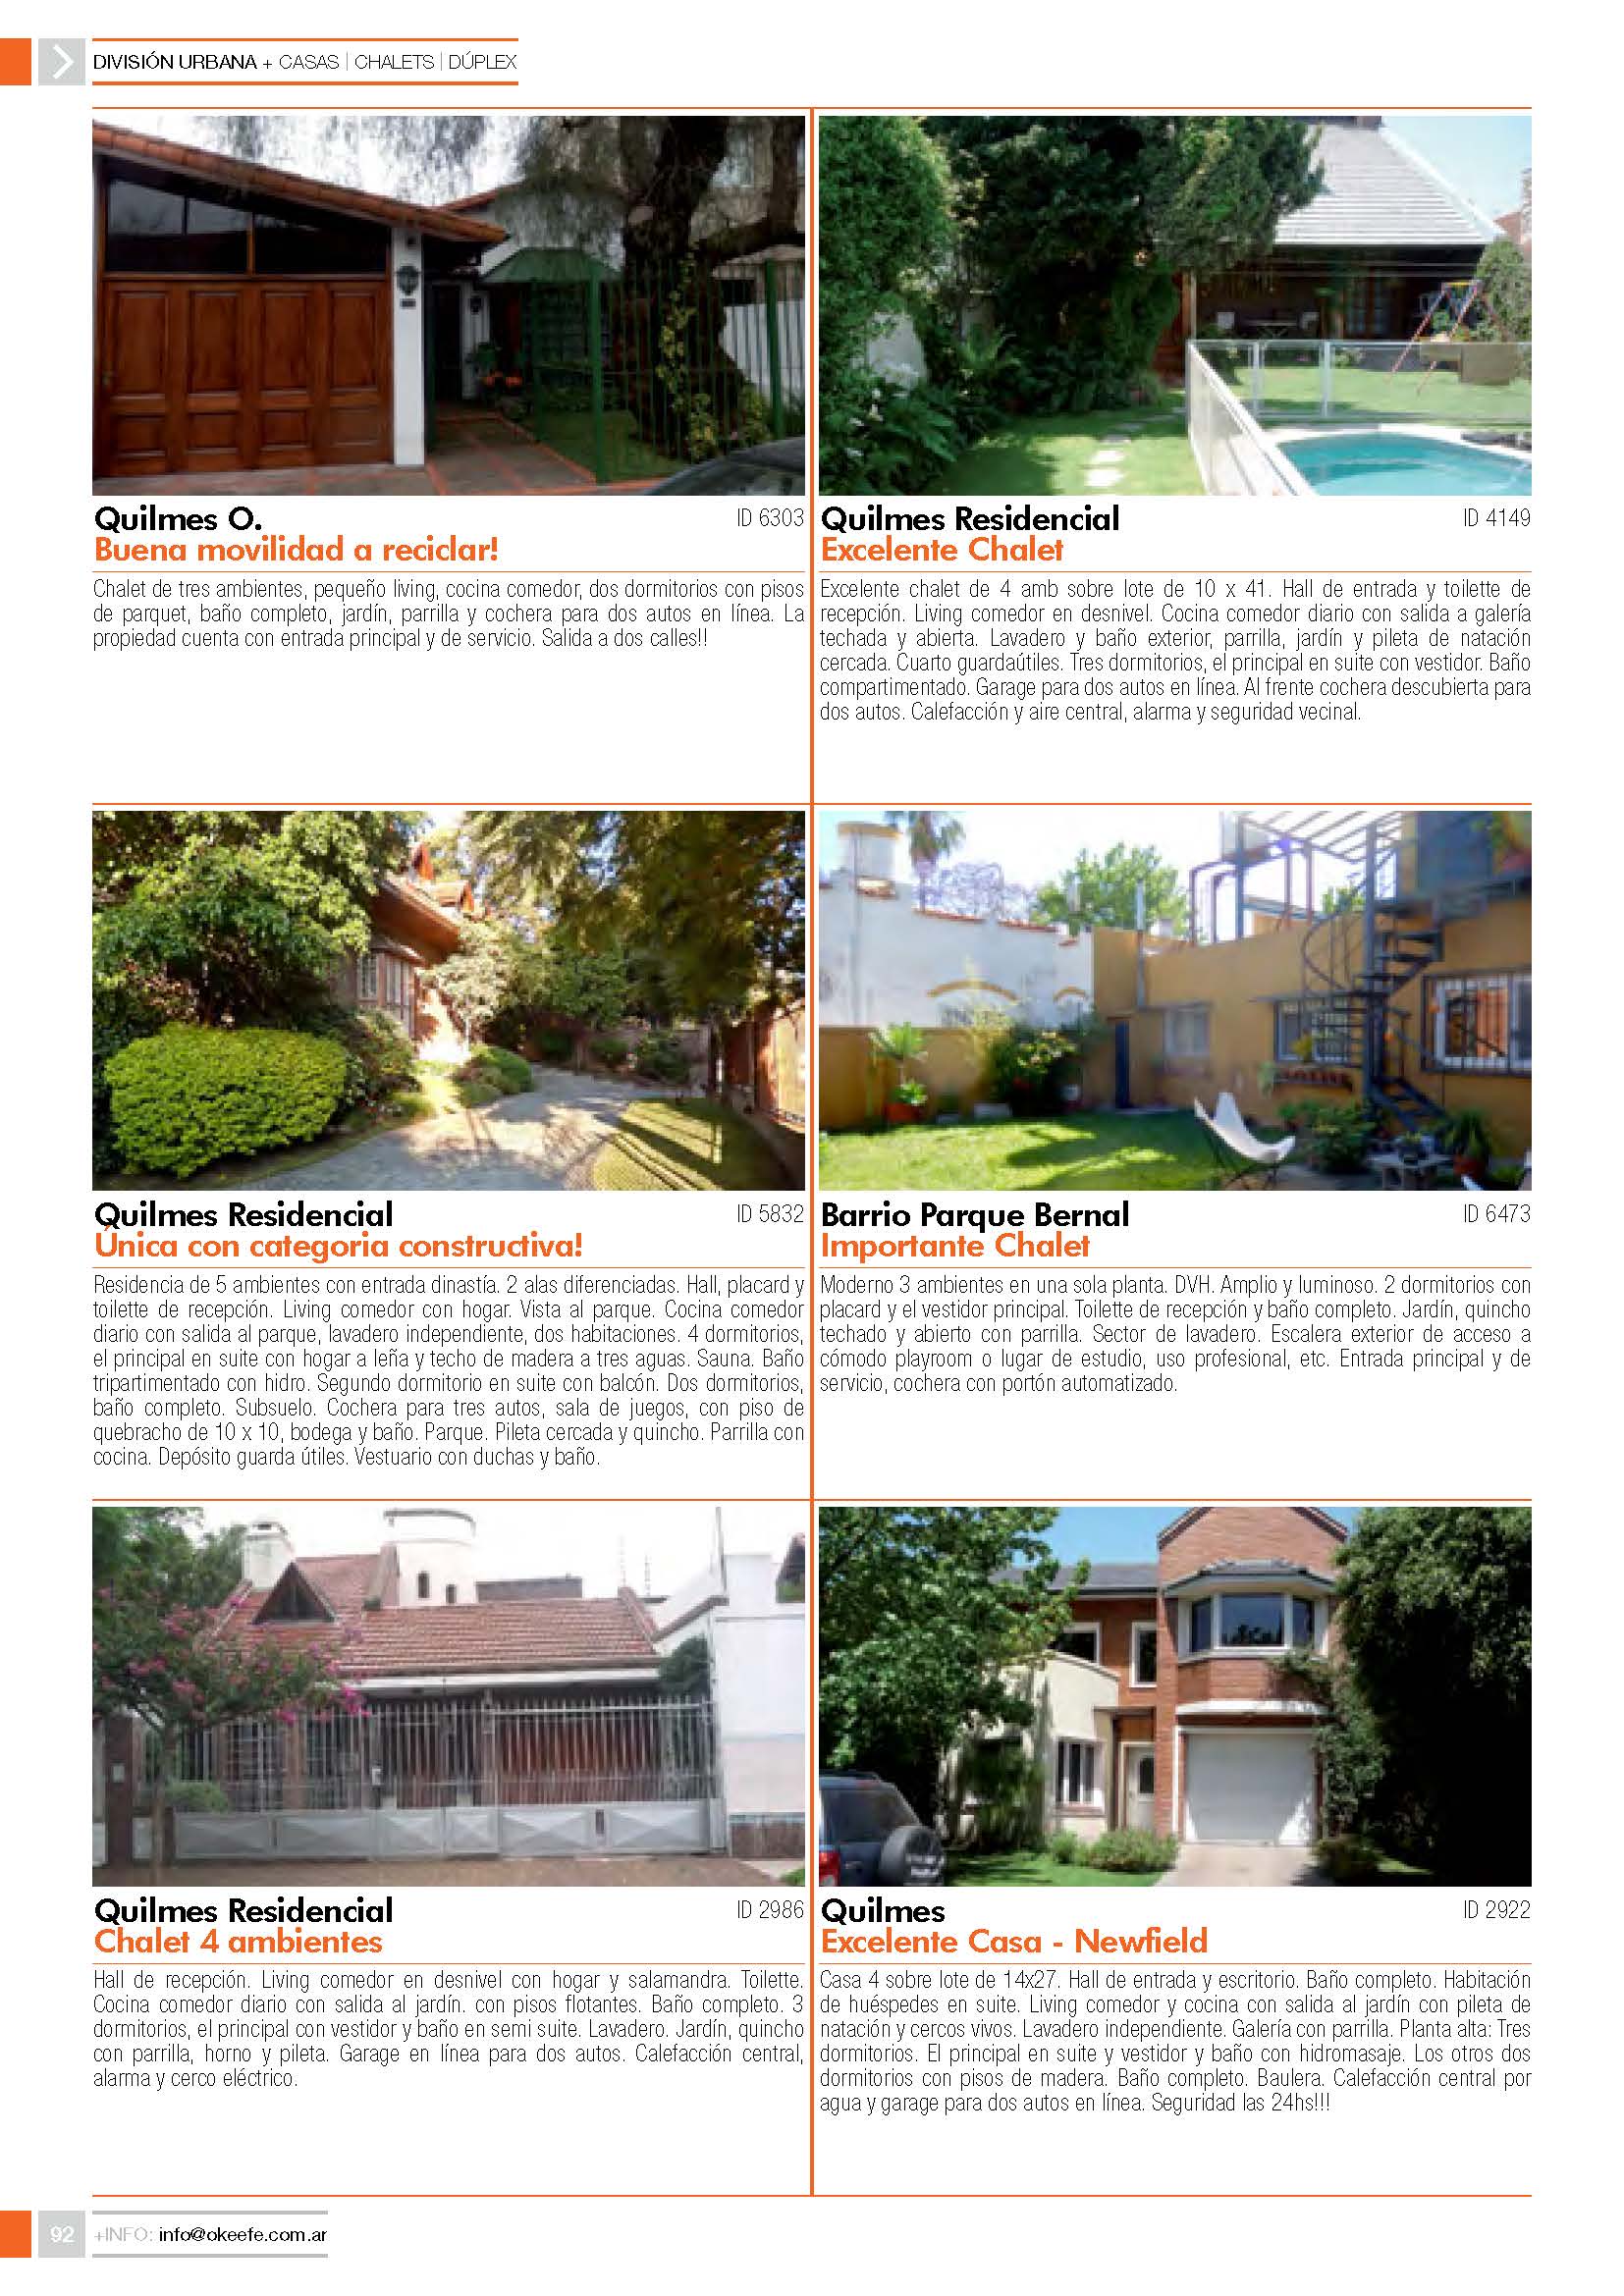 DIVISIÓN URBANA + CASAS | CHALETS | DÚPLEX
Quilmes O.
ID 6303
Buena movilidad a reciclar!
Chalet de tres ambientes, pequeño living, cocina comedor, dos dormitorios con pisos
de parquet, baño completo, jardín, parrilla y cochera para dos autos en línea. La
propiedad cuenta con entrada principal y de servicio. Salida a dos calles!!
Quilmes Residencial
ID 4149
Excelente Chalet
Excelente chalet de 4 amb sobre lote de 10 x 41. Hall de entrada y toilette de
recepción. Living comedor en desnivel. Cocina comedor diario con salida a galería
techada y abierta. Lavadero y baño exterior, parrilla, jardín y pileta de natación
cercada. Cuarto guardaútiles. Tres dormitorios, el principal en suite con vestidor. Baño
compartimentado. Garage para dos autos en línea. Al frente cochera descubierta para
dos autos. Calefacción y aire central, alarma y seguridad vecinal.
Quilmes Residencial
ID 5832
Única con categoria constructiva!
Residencia de 5 ambientes con entrada dinastía. 2 alas diferenciadas. Hall, placard y
toilette de recepción. Living comedor con hogar. Vista al parque. Cocina comedor
diario con salida al parque, lavadero independiente, dos habitaciones. 4 dormitorios,
el principal en suite con hogar a leña y techo de madera a tres aguas. Sauna. Baño
tripartimentado con hidro. Segundo dormitorio en suite con balcón. Dos dormitorios,
baño completo. Subsuelo. Cochera para tres autos, sala de juegos, con piso de
quebracho de 10 x 10, bodega y baño. Parque. Pileta cercada y quincho. Parrilla con
cocina. Depósito guarda útiles. Vestuario con duchas y baño.
Barrio Parque Bernal
ID 6473
Importante Chalet
Moderno 3 ambientes en una sola planta. DVH. Amplio y luminoso. 2 dormitorios con
placard y el vestidor principal. Toilette de recepción y baño completo. Jardín, quincho
techado y abierto con parrilla. Sector de lavadero. Escalera exterior de acceso a
cómodo playroom o lugar de estudio, uso profesional, etc. Entrada principal y de
servicio, cochera con portón automatizado.
Quilmes Residencial
ID 2986
Chalet 4 ambientes
Hall de recepción. Living comedor en desnivel con hogar y salamandra. Toilette.
Cocina comedor diario con salida al jardín. con pisos flotantes. Baño completo. 3
dormitorios, el principal con vestidor y baño en semi suite. Lavadero. Jardín, quincho
con parrilla, horno y pileta. Garage en línea para dos autos. Calefacción central,
alarma y cerco eléctrico.
Quilmes
ID 2922
Excelente Casa - Newfield
Casa 4 sobre lote de 14x27. Hall de entrada y escritorio. Baño completo. Habitación
de huéspedes en suite. Living comedor y cocina con salida al jardín con pileta de
natación y cercos vivos. Lavadero independiente. Galería con parrilla. Planta alta: Tres
dormitorios. El principal en suite y vestidor y baño con hidromasaje. Los otros dos
dormitorios con pisos de madera. Baño completo. Baulera. Calefacción central por
agua y garage para dos autos en línea. Seguridad las 24hs!!!
92 +INFO: info@okeefe.com.ar